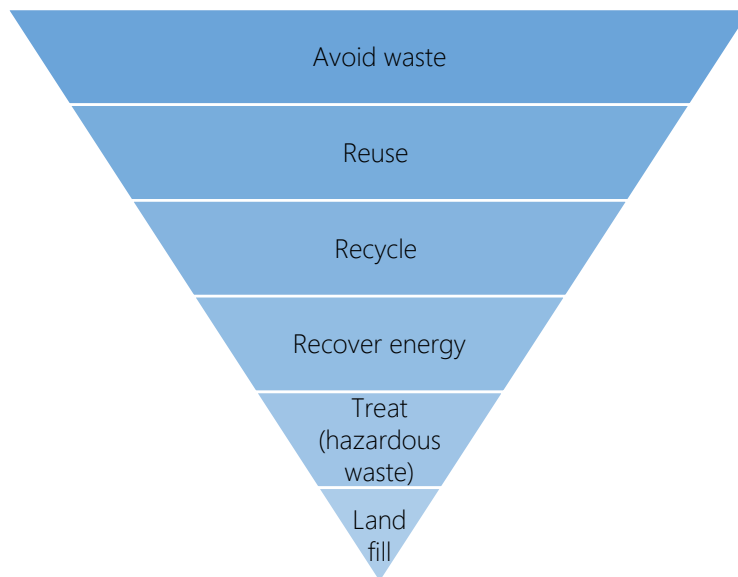 Avoid waste
Reuse
Recycle
Recover energy
Treat
(hazardous
waste)
Land
fill